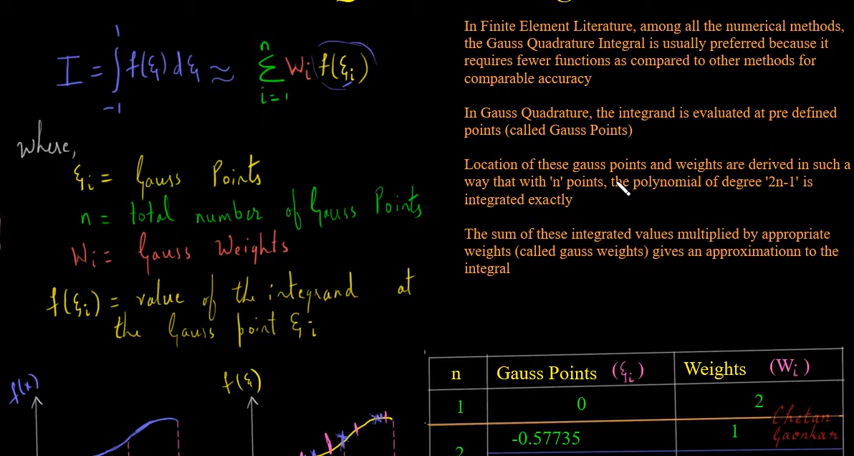 I = ∫₋₁¹ f(ξ) dξ ≈ Σᵢ₌₁ⁿ Wᵢ f(ξᵢ)
where,
ξᵢ = Gauss Points
n = total number of Gauss Points
Wᵢ = Gauss Weights
f(ξᵢ) = value of the integrand at
the Gauss point ξᵢ
f(x)
f(ξ)
In Finite Element Literature, among all the numerical methods,
the Gauss Quadrature Integral is usually preferred because it
requires fewer functions as compared to other methods for
comparable accuracy
In Gauss Quadrature, the integrand is evaluated at pre defined
points (called Gauss Points)
Location of these gauss points and weights are derived in such a
way that with 'n' points, the polynomial of degree '2n-1' is
integrated exactly
The sum of these integrated values multiplied by appropriate
weights (called gauss weights) gives an approximationn to the
integral
n Gauss Points (ξᵢ) Weights (Wᵢ)
1 0 2
2 -0.57735 1
Chetan
Gaonkar